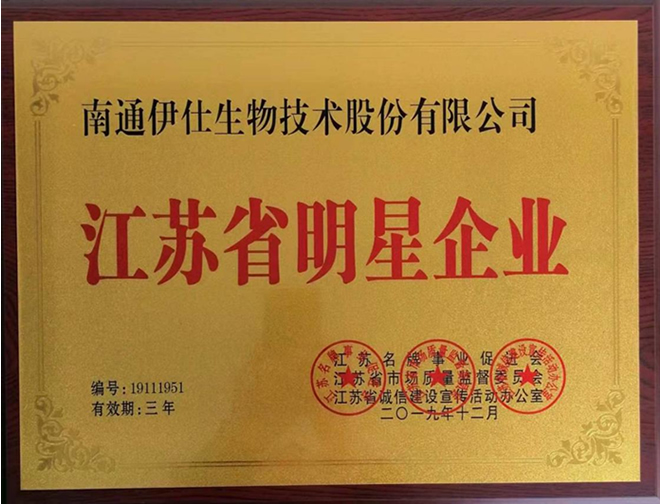 南通伊仕生物技术股份有限公司
江苏省明星企业
编号:19111951
有效期:三年
江苏名牌事业促进会
江苏省市场质量监督委员会
江苏省诚信建设宣传活动办公室
二〇一九年十二月